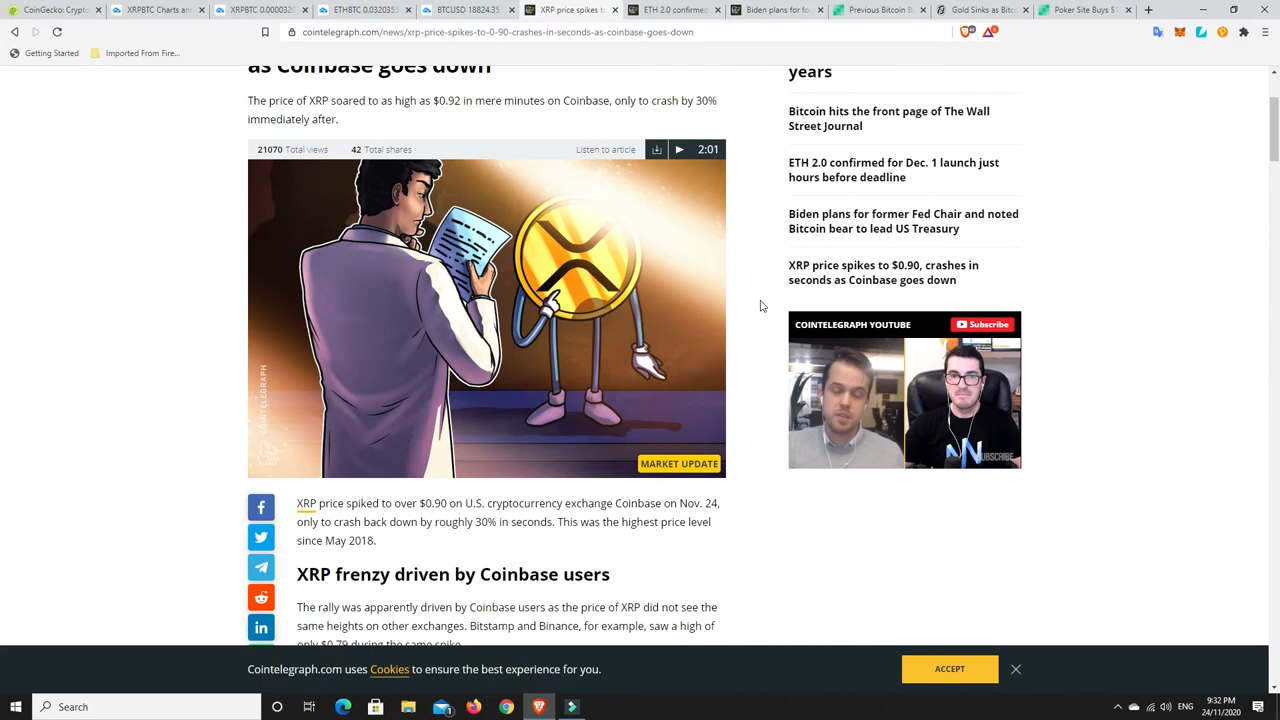 CoinGecko: Crypto
XRPBTC Charts and
XRPBTC 0.0000320
ETHBTC 0.0320355
BTCUSD 18824.35
XRP price spikes to
ETH 2.0 confirmed
Biden plans for fo
Previous Bitcoin B
Gold Sinks as Bitc
Poker Site Buys $1
cointelegraph.com/news/xrp-price-spikes-to-0-90-crashes-in-seconds-as-coinbase-goes-down
Getting Started
Imported From Fire...
as Coinbase goes down
The price of XRP soared to as high as $0.92 in mere minutes on Coinbase, only to crash by 30%
immediately after.
21070 Total views
42 Total shares
Listen to article
2:01
COINTELEGRAPH
MARKET UPDATE
XRP price spiked to over $0.90 on U.S. cryptocurrency exchange Coinbase on Nov. 24,
only to crash back down by roughly 30% in seconds. This was the highest price level
since May 2018.
XRP frenzy driven by Coinbase users
The rally was apparently driven by Coinbase users as the price of XRP did not see the
same heights on other exchanges. Bitstamp and Binance, for example, saw a high of
only $0.79 during the same spike.
years
Bitcoin hits the front page of The Wall
Street Journal
ETH 2.0 confirmed for Dec. 1 launch just
hours before deadline
Biden plans for former Fed Chair and noted
Bitcoin bear to lead US Treasury
XRP price spikes to $0.90, crashes in
seconds as Coinbase goes down
COINTELEGRAPH YOUTUBE
Subscribe
SUBSCRIBE
Cointelegraph.com uses Cookies to ensure the best experience for you.
ACCEPT
Search
ENG
9:32 PM
24/11/2020